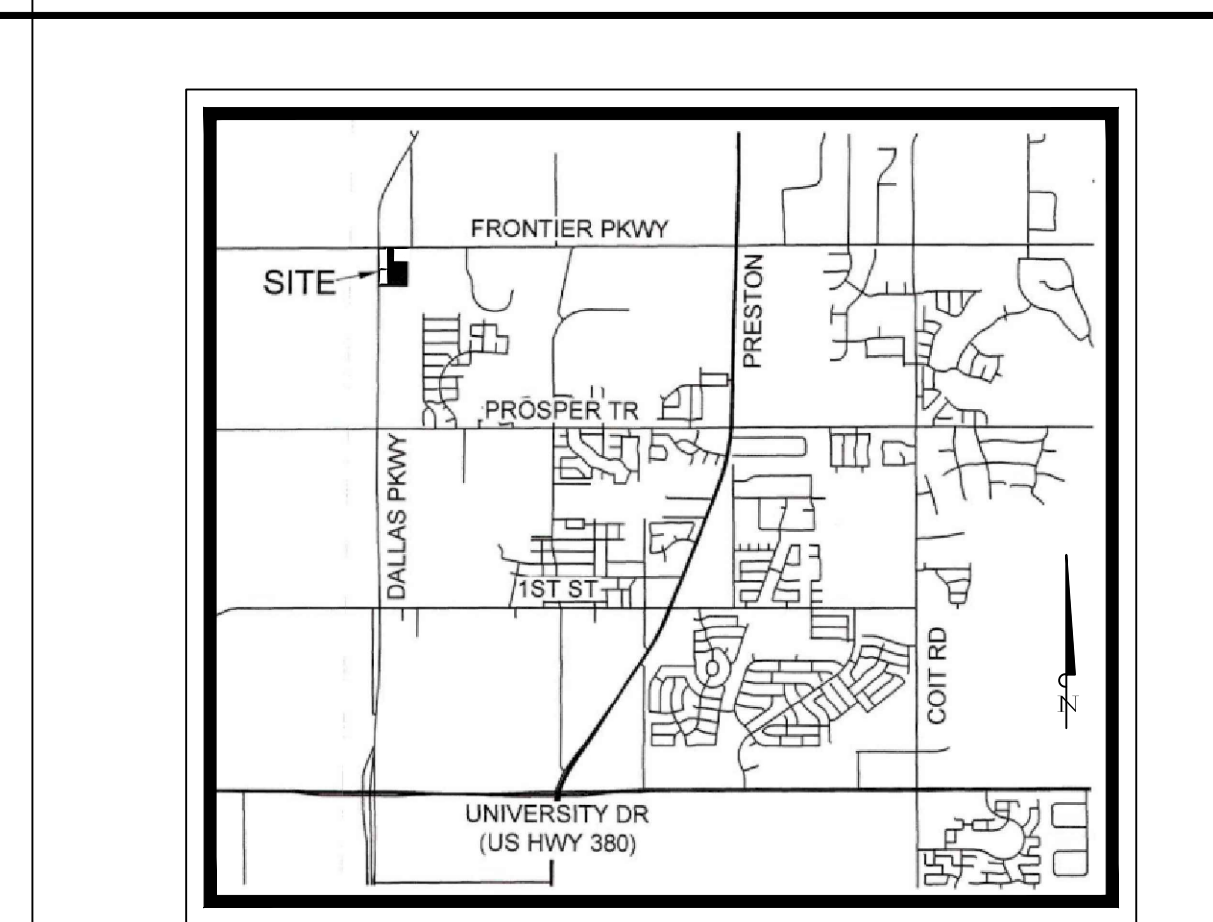 FRONTIER PKWY
SITE
PRESTON
PROSPER TR
DALLAS PKWY
1ST ST
COIT RD
N
UNIVERSITY DR
(US HWY 380)